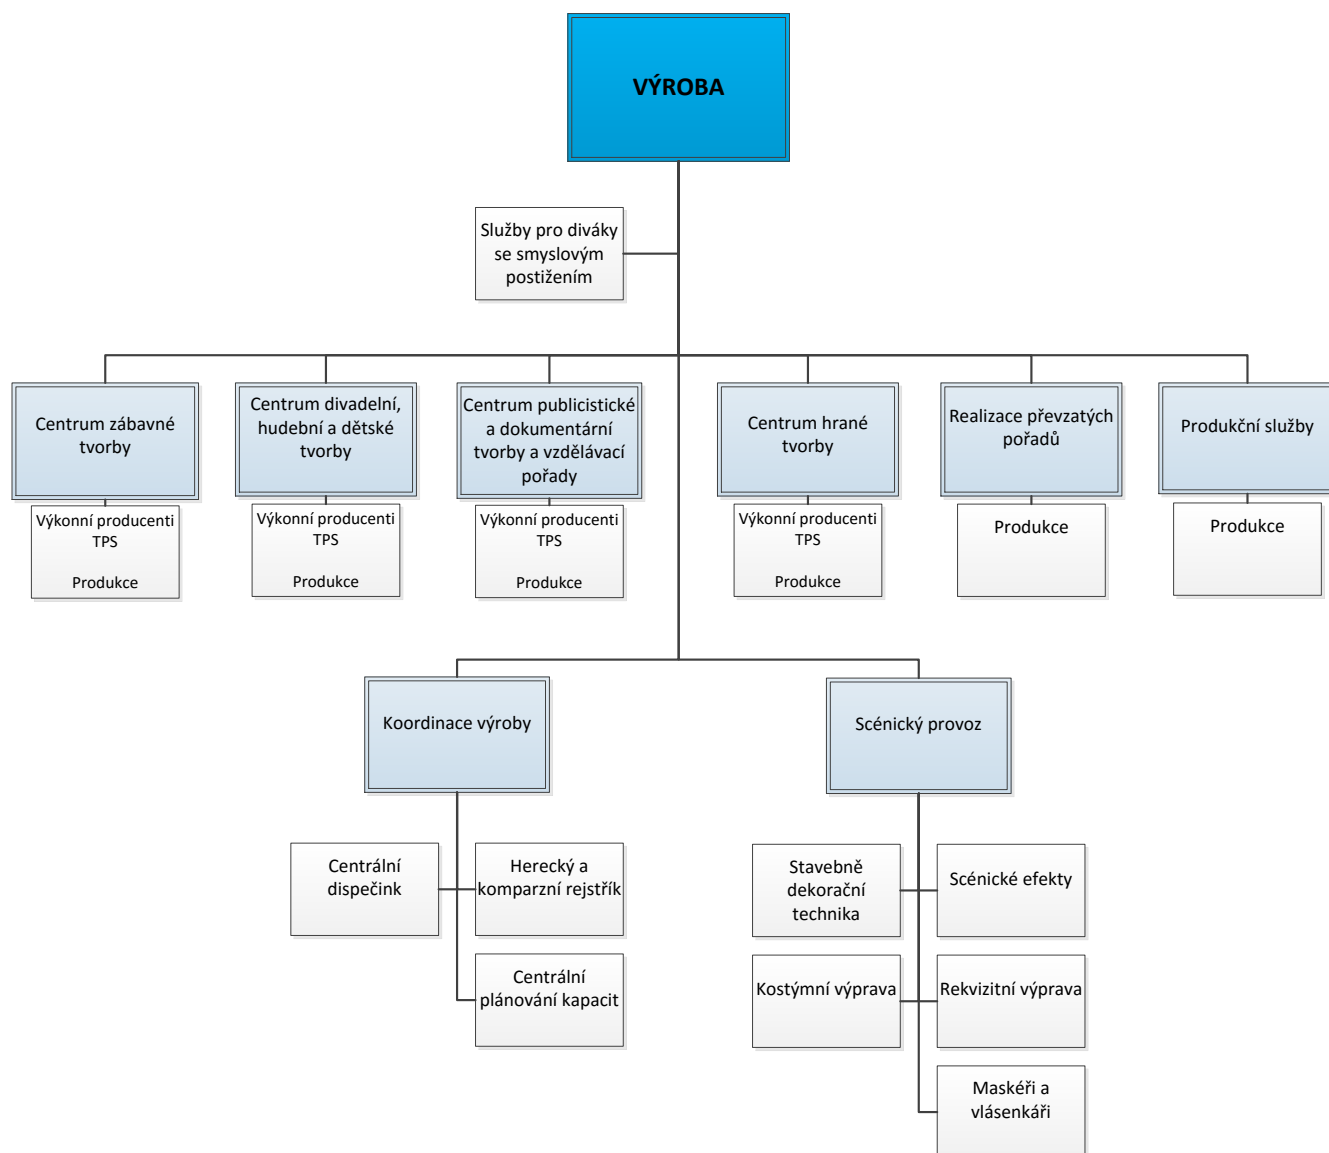 VÝROBA
Služby pro diváky
se smyslovým
postižením
Centrum zábavné
tvorby
Centrum divadelní,
hudební a dětské
tvorby
Centrum publicistické
a dokumentární
tvorby a vzdělávací
pořady
Centrum hrané
tvorby
Realizace převzatých
pořadů
Produkční služby
Výkonní producenti
TPS
Produkce
Výkonní producenti
TPS
Produkce
Výkonní producenti
TPS
Produkce
Výkonní producenti
TPS
Produkce
Produkce
Produkce
Koordinace výroby
Scénický provoz
Centrální
dispečink
Herecký a
komparzní rejstřík
Centrální
plánování kapacit
Stavebně
dekorační
technika
Scénické efekty
Kostýmní výprava
Rekvizitní výprava
Maskéři a
vlásenkáři